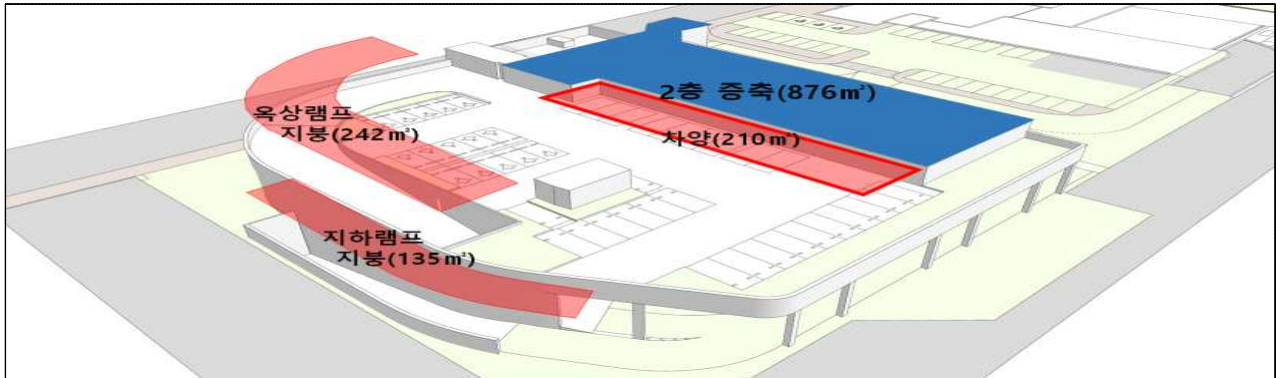 2층 증축(876㎡)
옥상램프
지붕(242㎡)
차양(210㎡)
지하램프
지붕(135㎡)